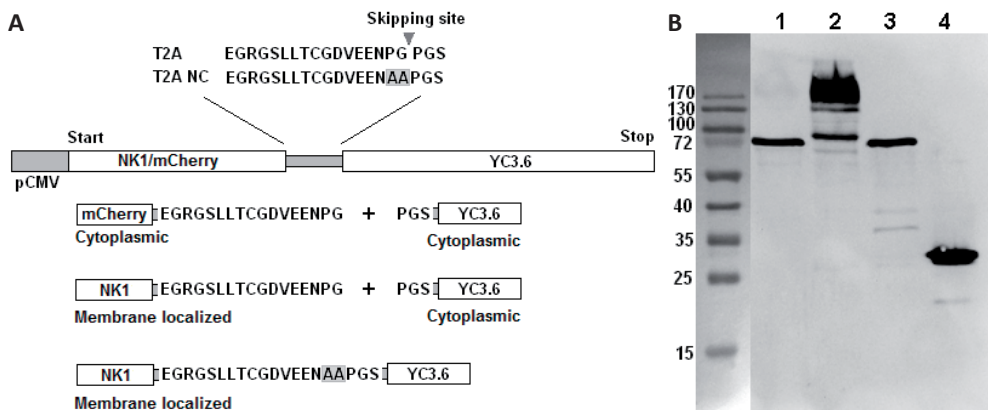 A
Skipping site
T2A EGRGSLLTCGDVEENPG PGS
T2A NC EGRGSLLTCGDVEENAAPGS
Start
Stop
NK1/mCherry
YC3.6
pCMV
mCherry EGRGSLLTCGDVEENPG + PGS YC3.6
Cytoplasmic
Cytoplasmic
NK1 EGRGSLLTCGDVEENPG + PGS YC3.6
Membrane localized
Cytoplasmic
NK1 EGRGSLLTCGDVEENAAPGS YC3.6
Membrane localized
B
1 2 3 4
170
130
100
72
55
40
35
25
15